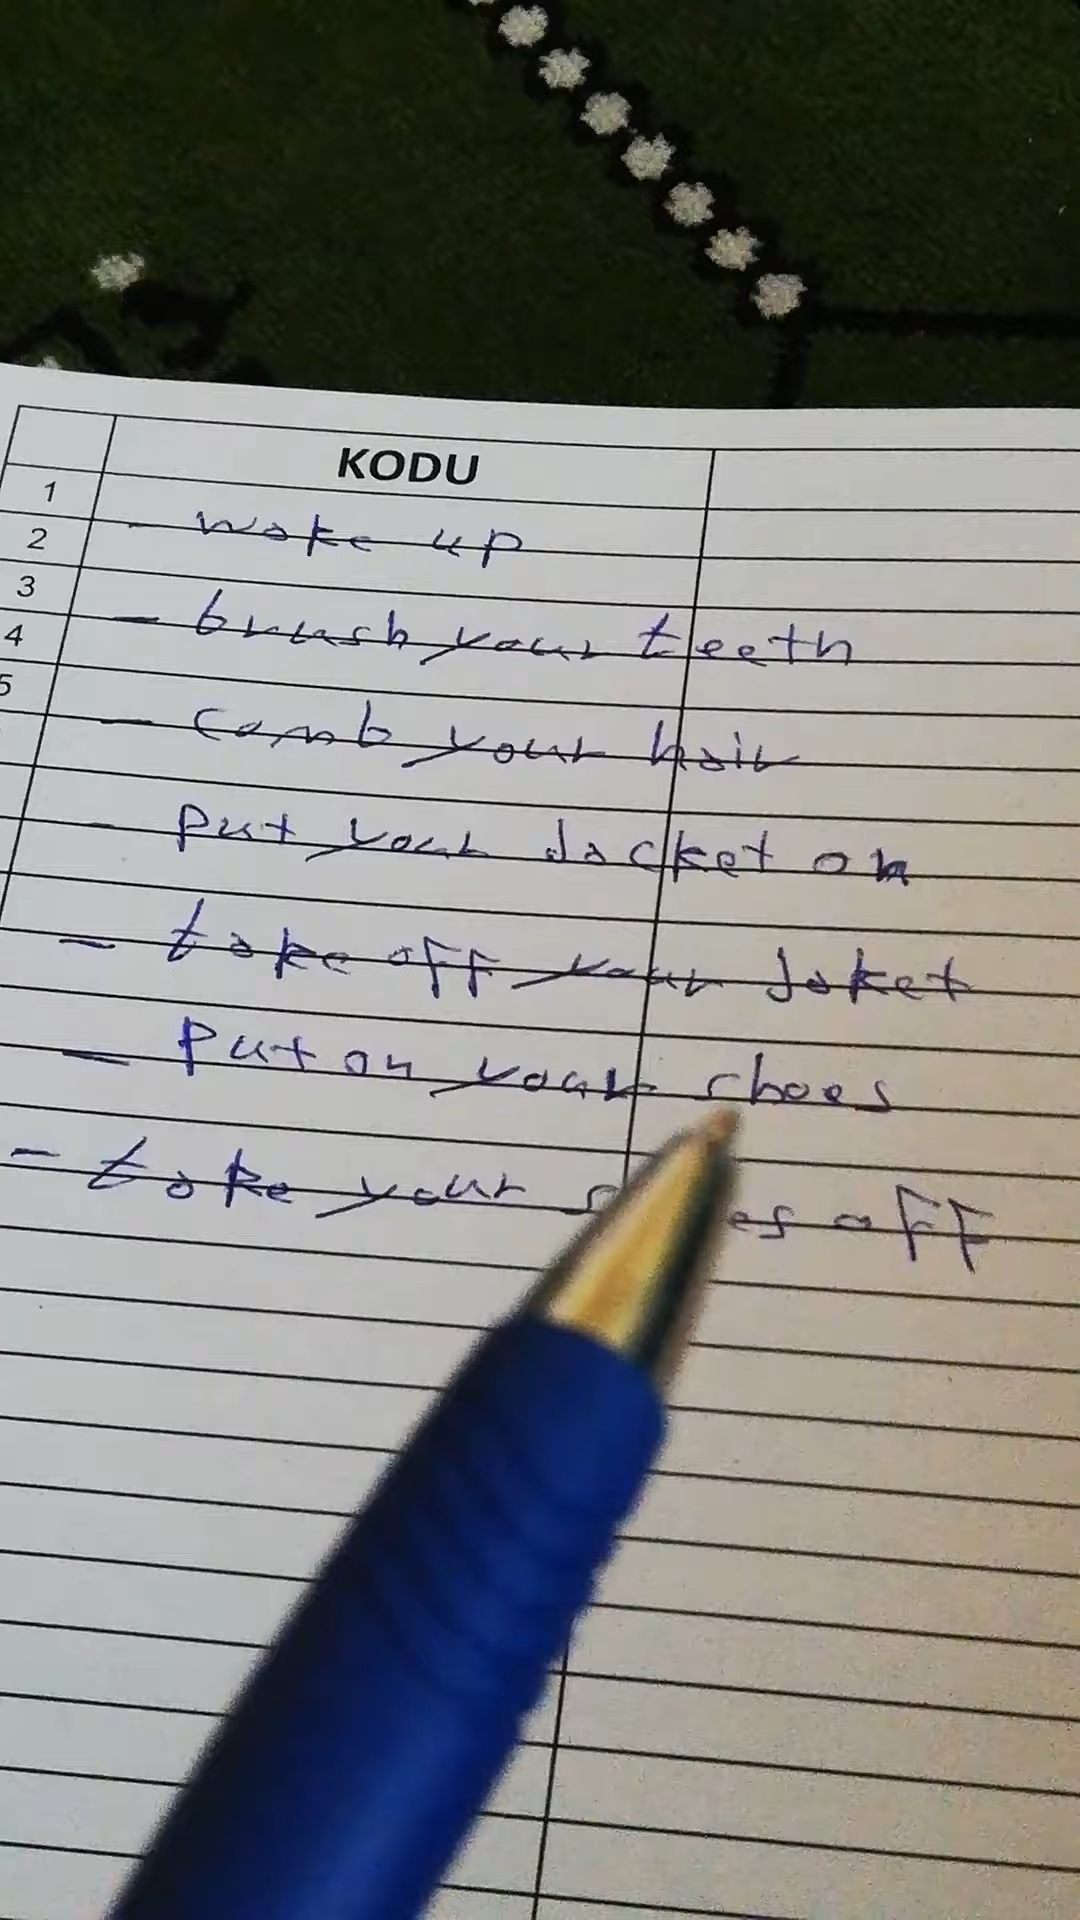 KODU
1
2
3
4
5
- wake up
- brush your teeth
- comb your hair
- put your Jacket on
- take off your Jaket
- Put on your shoes
- take your off